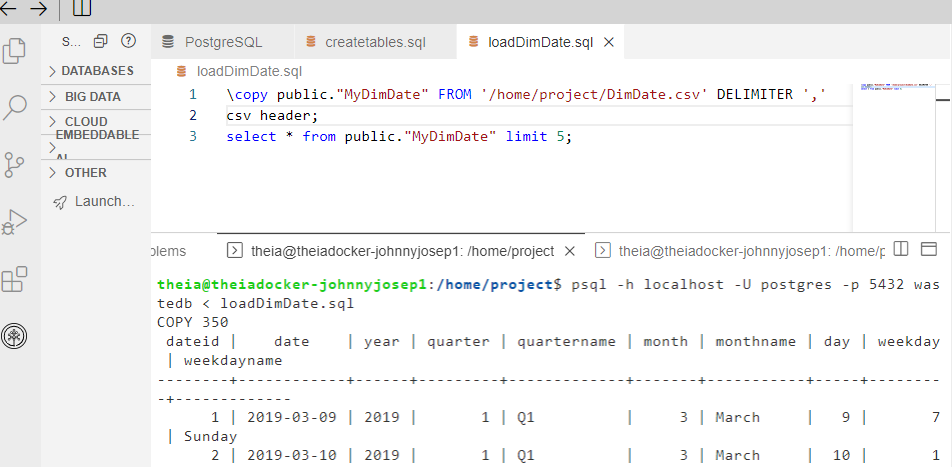 S...
PostgreSQL
createtables.sql
loadDimDate.sql
DATABASES
BIG DATA
CLOUD
EMBEDDABLE
AI
OTHER
Launch...
loadDimDate.sql
1 \copy public."MyDimDate" FROM '/home/project/DimDate.csv' DELIMITER ','
2 csv header;
3 select * from public."MyDimDate" limit 5;
blems
theia@theiadocker-johnnyjosep1: /home/project
theia@theiadocker-johnnyjosep1: /home/p
theia@theiadocker-johnnyjosep1:/home/project$ psql -h localhost -U postgres -p 5432 was
tedb < loadDimDate.sql
COPY 350
dateid | date | year | quarter | quartername | month | monthname | day | weekday
| weekdayname
--------+------------+------+---------+-------------+-------+-----------+-----+--------
-+-------------
1 | 2019-03-09 | 2019 | 1 | Q1 | 3 | March | 9 | 7
| Sunday
2 | 2019-03-10 | 2019 | 1 | Q1 | 3 | March | 10 | 1